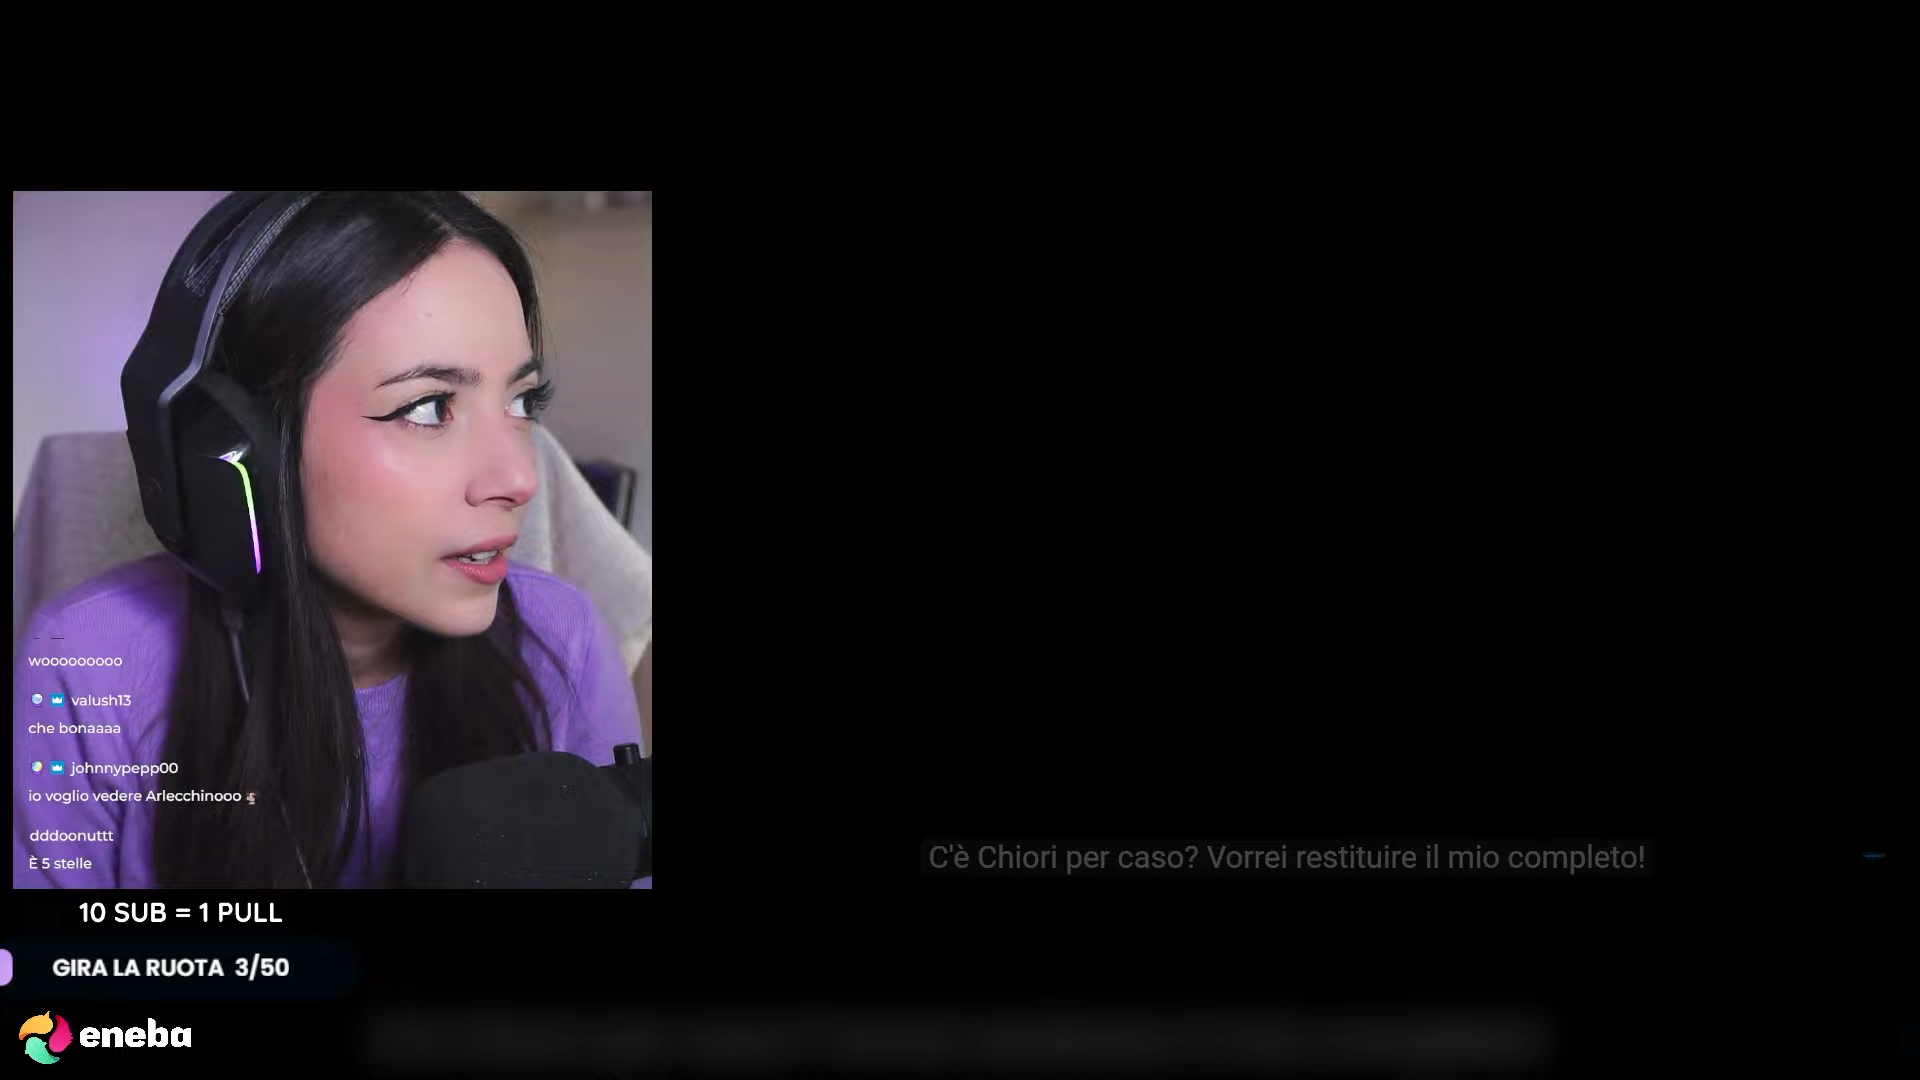 wooooooooo
valush13
che bonaaaa
johnnypepp00
io voglio vedere Arlecchinooo
dddoonuttt
È 5 stelle
C'è Chiori per caso? Vorrei restituire il mio completo!
10 SUB = 1 PULL
GIRA LA RUOTA 3/50
eneba